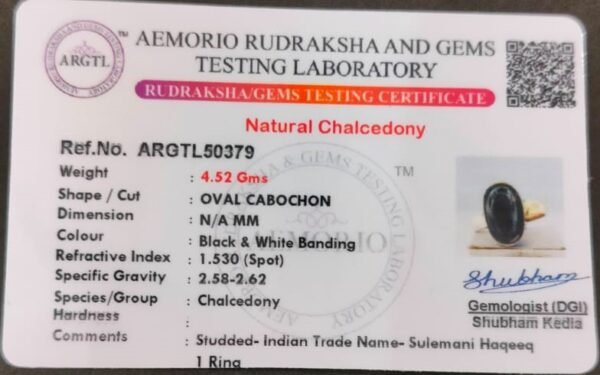 ARGTL
TM
AEMORIO RUDRAKSHA AND GEMS
TESTING LABORATORY
RUDRAKSHA/GEMS TESTING CERTIFICATE
Natural Chalcedony
Ref.No. ARGTL50379
Weight : 4.52 Gms
Shape / Cut : OVAL CABOCHON
Dimension : N/A MM
Colour : Black & White Banding
Refractive Index : 1.530 (Spot)
Specific Gravity : 2.58-2.62
Species/Group : Chalcedony
Hardness :
Comments : Studded- Indian Trade Name- Sulemani Haqeeq
1 Ring
TM
AEMORIO
Shubham
Gemologist (DGI)
Shubham Kedia